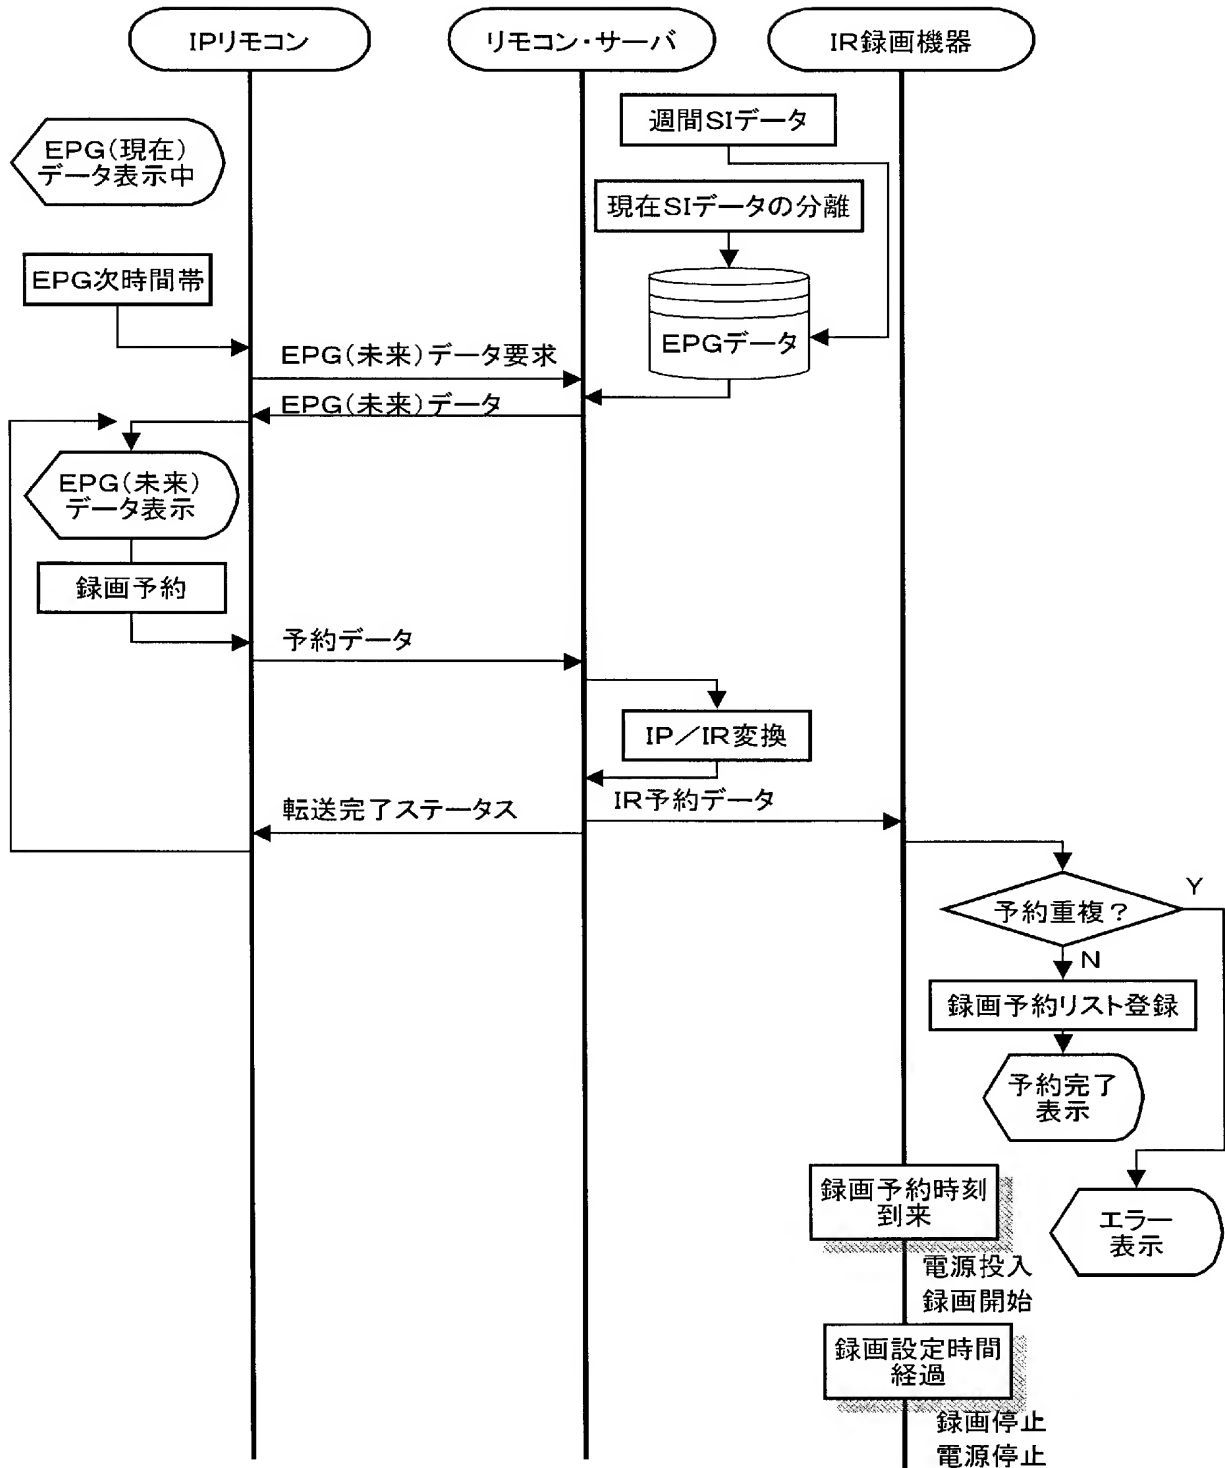 IPリモコン
リモコン・サーバ
IR録画機器
週間SIデータ
EPG(現在)
データ表示中
現在SIデータの分離
EPG次時間帯
EPGデータ
EPG(未来)データ要求
EPG(未来)データ
EPG(未来)
データ表示
録画予約
予約データ
IP/IR変換
IR予約データ
転送完了ステータス
予約重複?
Y
N
録画予約リスト登録
予約完了
表示
録画予約時刻
到来
エラー
表示
電源投入
録画開始
録画設定時間
経過
録画停止
電源停止